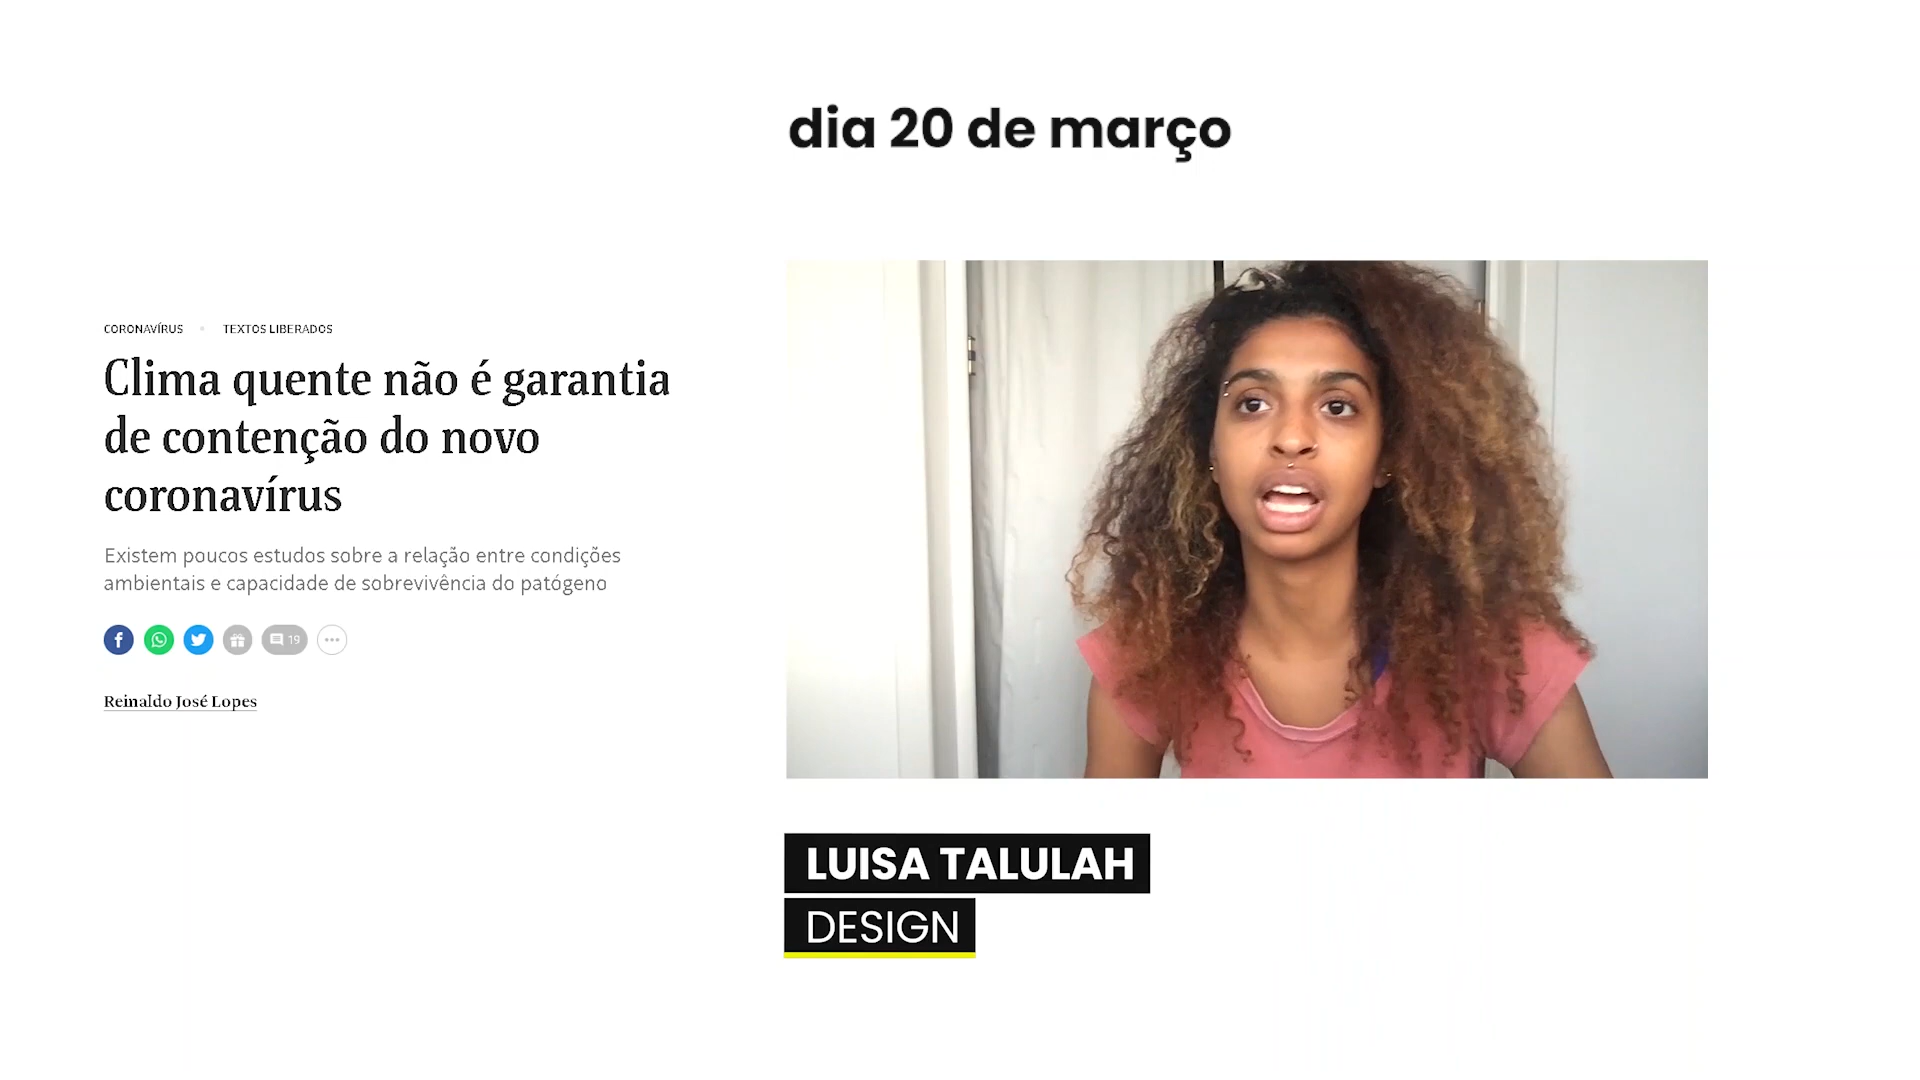 dia 20 de março
CORONAVÍRUS • TEXTOS LIBERADOS
Clima quente não é garantia
de contenção do novo
coronavírus
Existem poucos estudos sobre a relação entre condições
ambientais e capacidade de sobrevivência do patógeno
19
Reinaldo José Lopes
LUISA TALULAH
DESIGN